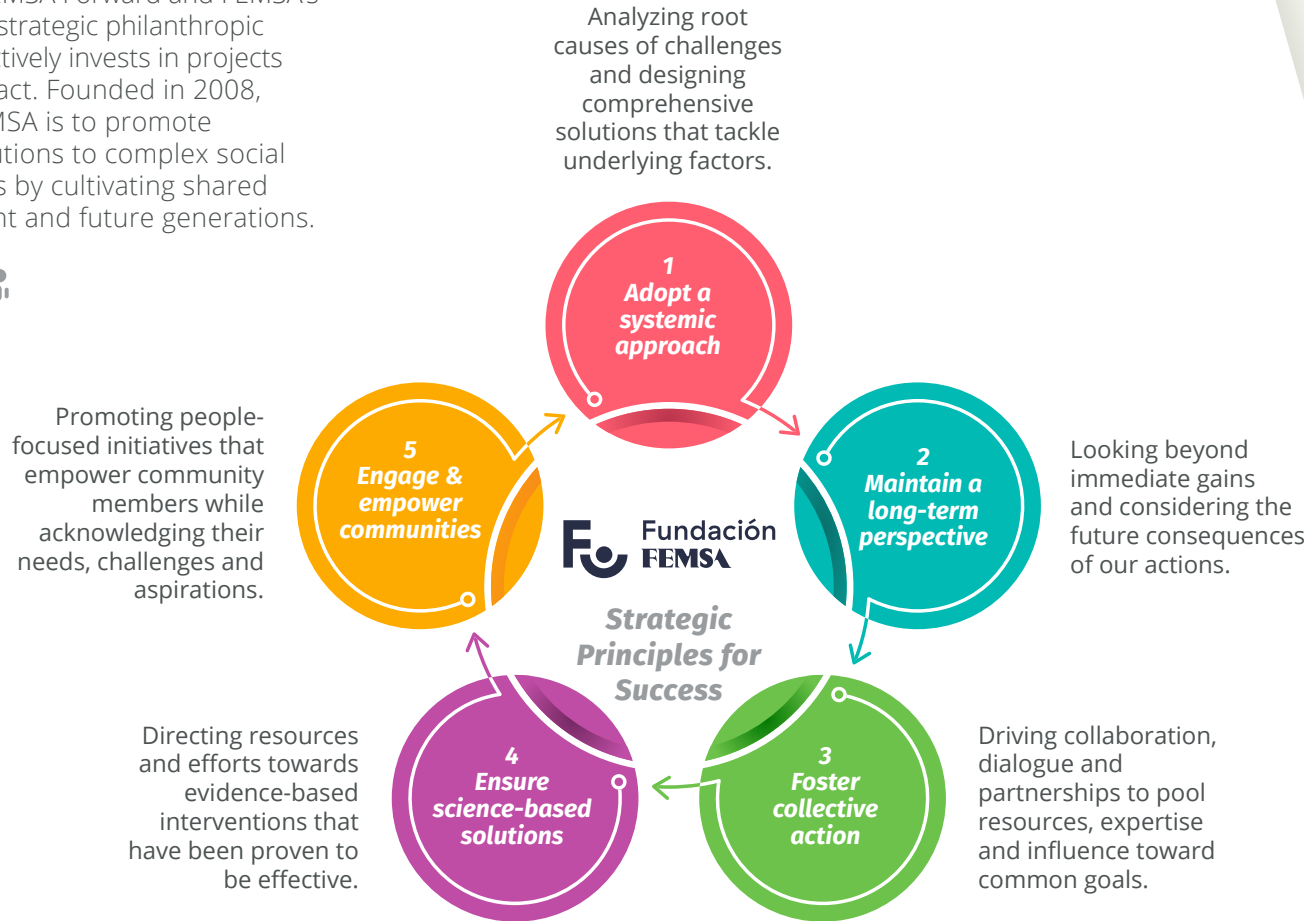 strategic philanthropic
invests in projects
Founded in 2008,
is to promote
to complex social
by cultivating shared
and future generations.
Analyzing root
causes of challenges
and designing
comprehensive
solutions that tackle
underlying factors.
1
Adopt a
systemic
approach
2
Maintain a
long-term
perspective
Looking beyond
immediate gains
and considering the
future consequences
of our actions.
3
Foster
collective
action
Driving collaboration,
dialogue and
partnerships to pool
resources, expertise
and influence toward
common goals.
4
Ensure
science-based
solutions
Directing resources
and efforts towards
evidence-based
interventions that
have been proven to
be effective.
5
Engage &
empower
communities
Promoting people-
focused initiatives that
empower community
members while
acknowledging their
needs, challenges and
aspirations.
Fundación
FEMSA
Strategic
Principles for
Success